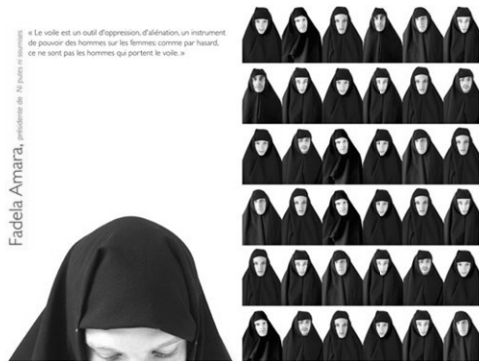 « Le voile est un outil d'oppression, d'aliénation, un instrument
de pouvoir des hommes sur les femmes: comme par hasard,
ce ne sont pas les hommes qui portent le voile. »
Fadela Amara, présidente de Ni putes ni soumises